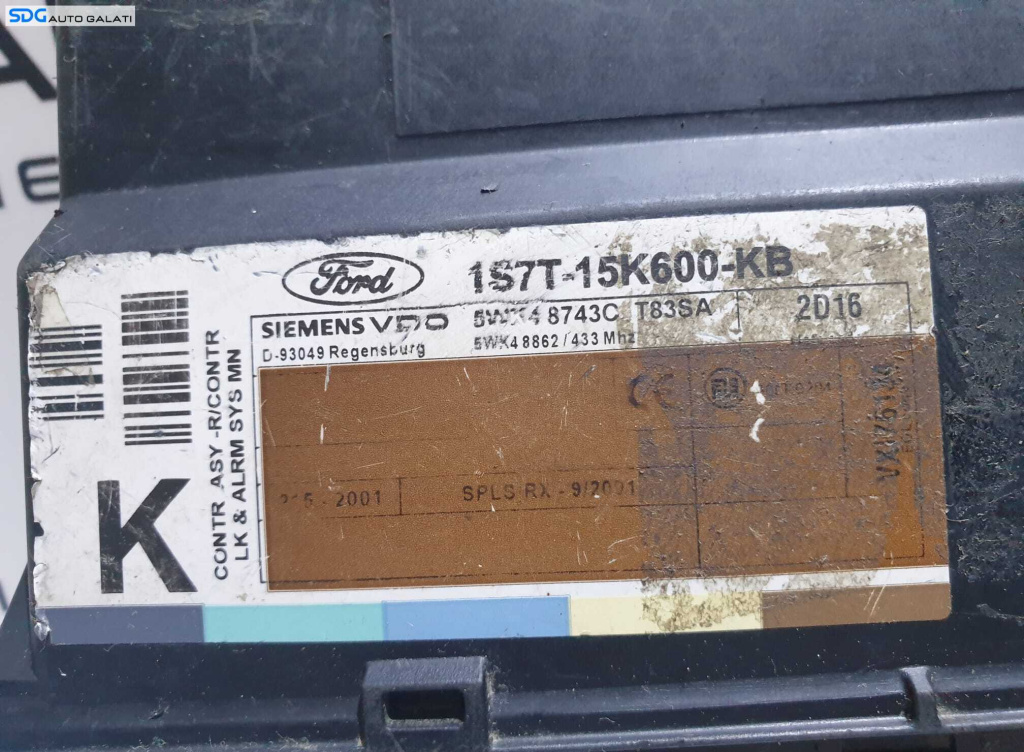 SDG AUTO GALATI
Ford
1S7T-15K600-KB
SIEMENS VDO
5WK4 8743C
T83SA
2D16
D-93049 Regensburg
5WK4 8862/433 Mhz
CE
- 2001
SPLS RX - 9/2001
CONTR ASY -R/CONTR
LK & ALRM SYS MN
K